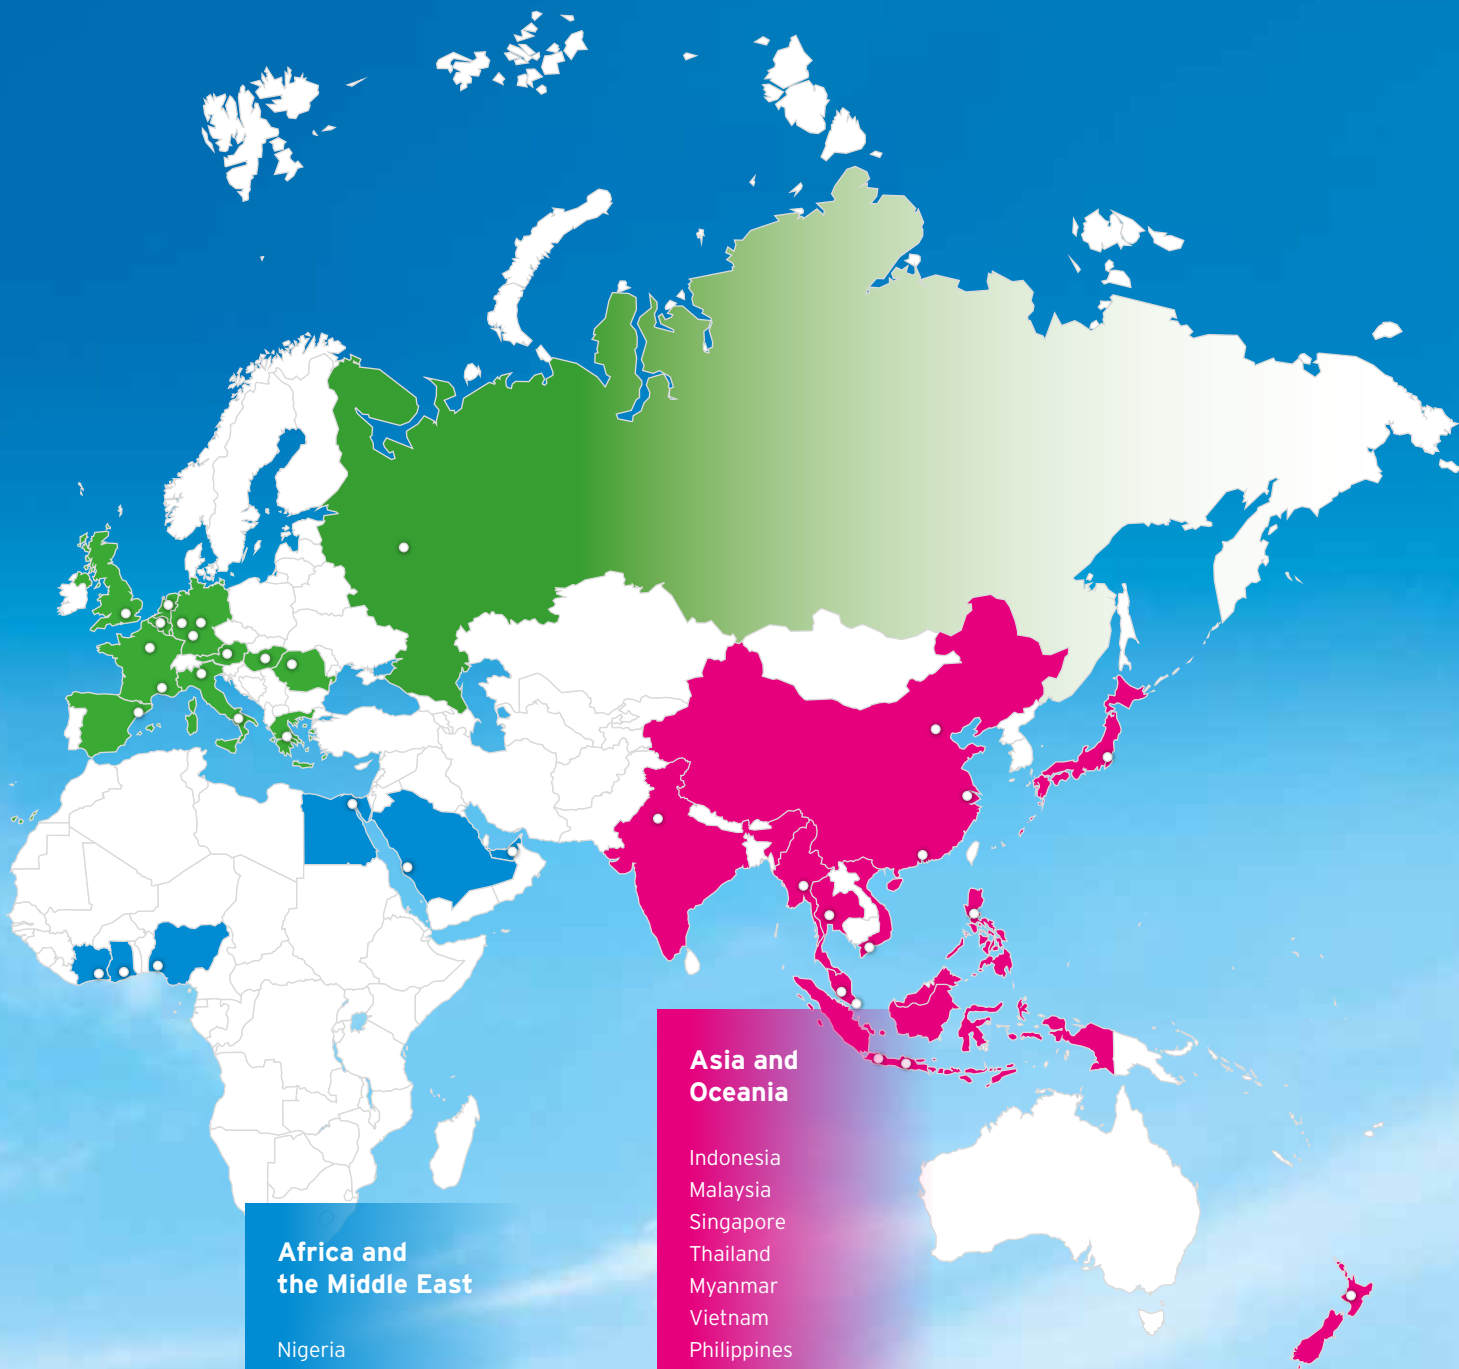 Asia and
Oceania
Indonesia
Malaysia
Singapore
Thailand
Myanmar
Vietnam
Philippines
Africa and
the Middle East
Nigeria